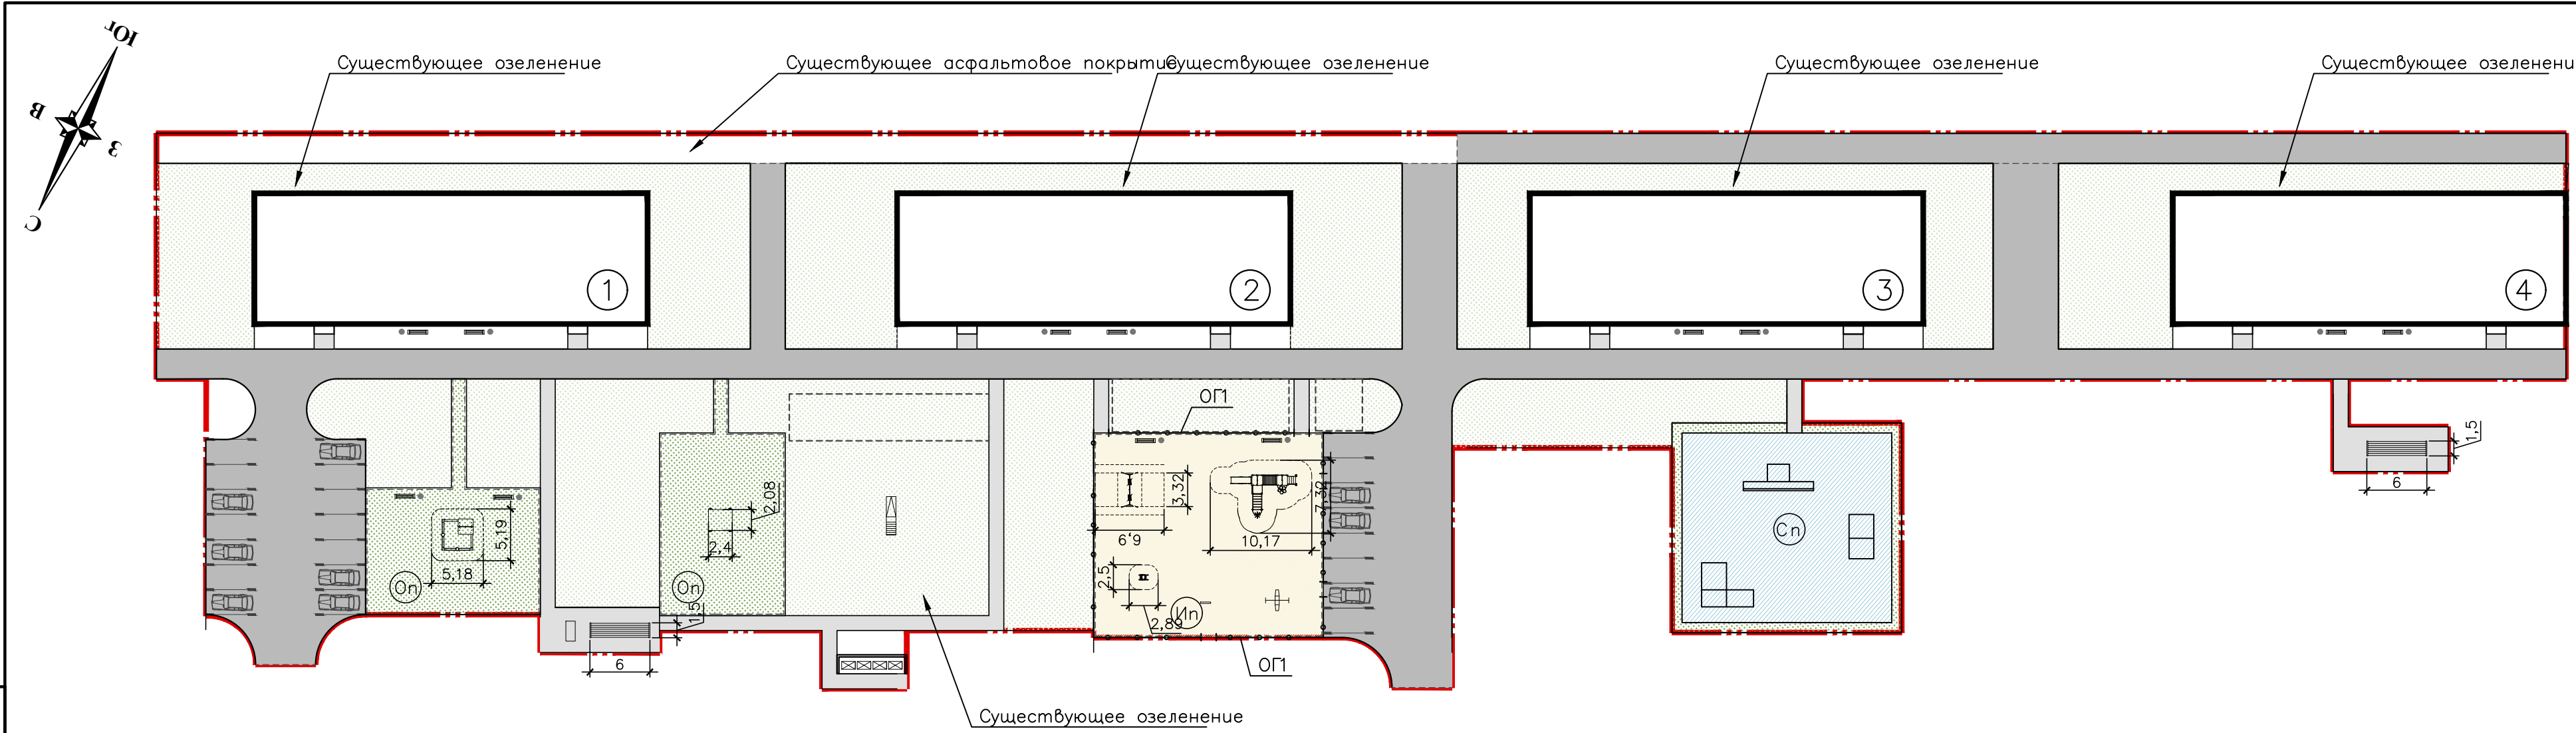 Юг
В
З
С
Существующее озеленение
Существующее асфальтовое покрытие
Существующее озеленение
Существующее озеленение
Существующее озеленени
1
2
3
4
ОГ1
1,5
6
3,32
7,32
6,9
10,17
2,5
2,89
Ип
ОГ1
Сп
2,08
2,4
Оп
5,19
5,18
Оп
1,5
6
Существующее озеленение